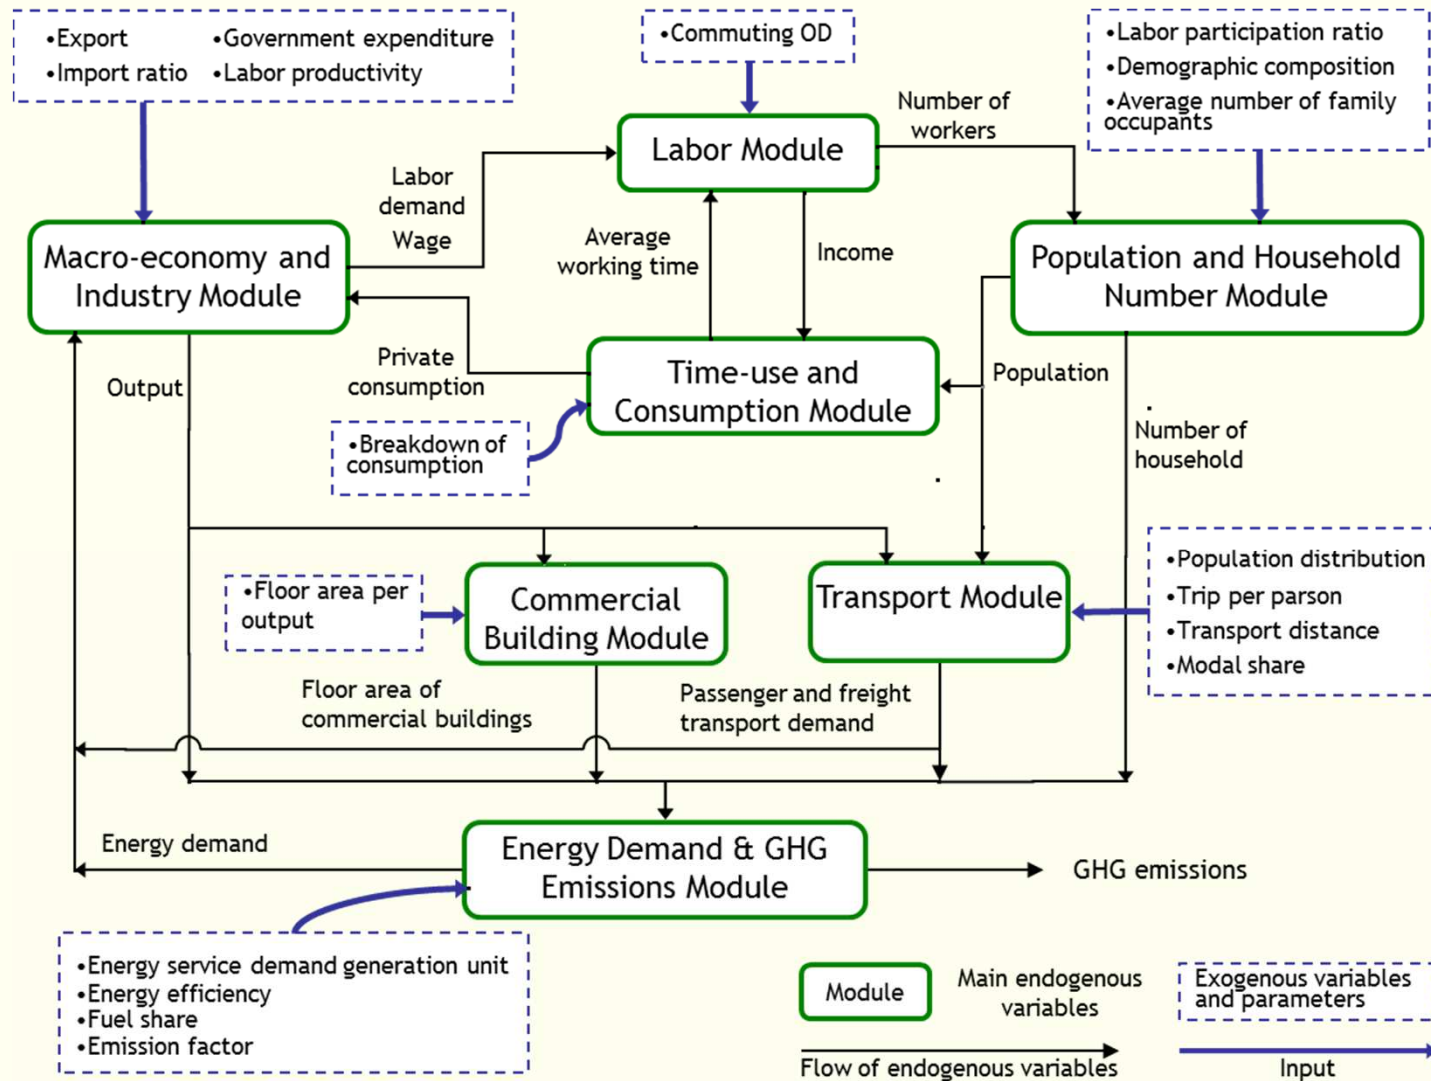 •Export
•Government expenditure
•Import ratio
•Labor productivity
•Commuting OD
•Labor participation ratio
•Demographic composition
•Average number of family
occupants
Number of
workers
Labor Module
Labor
demand
Wage
Average
working time
Income
Macro-economy and
Industry Module
Population and Household
Number Module
Output
Private
consumption
Time-use and
Consumption Module
Population
•Breakdown of
consumption
Number of
household
•Floor area per
output
Commercial
Building Module
Transport Module
•Population distribution
•Trip per parson
•Transport distance
•Modal share
Floor area of
commercial buildings
Passenger and freight
transport demand
Energy demand
Energy Demand & GHG
Emissions Module
GHG emissions
•Energy service demand generation unit
•Energy efficiency
•Fuel share
•Emission factor
Module
Main endogenous
variables
Exogenous variables
and parameters
Flow of endogenous variables
Input